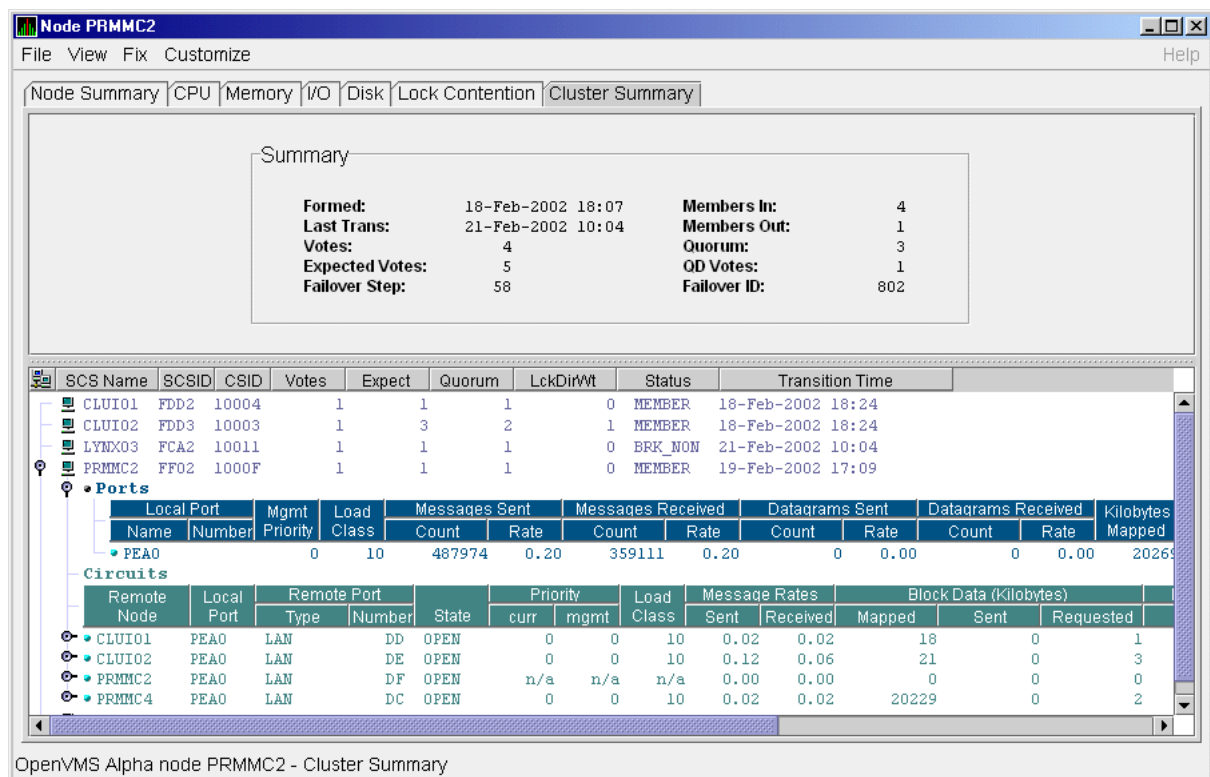 Node PRMMC2
File View Fix Customize Help
Node Summary CPU Memory I/O Disk Lock Contention Cluster Summary
Summary
Formed: 18-Feb-2002 18:07 Members In: 4
Last Trans: 21-Feb-2002 10:04 Members Out: 1
Votes: 4 Quorum: 3
Expected Votes: 5 QD Votes: 1
Failover Step: 58 Failover ID: 802
SCS Name SCSID CSID Votes Expect Quorum LckDirWt Status Transition Time
CLUI01 FDD2 10004 1 1 1 0 MEMBER 18-Feb-2002 18:24
CLUI02 FDD3 10003 1 3 2 1 MEMBER 18-Feb-2002 18:24
LYNX03 FCA2 10011 1 1 1 0 BRK_NON 21-Feb-2002 10:04
PRMMC2 FF02 1000F 1 1 1 0 MEMBER 19-Feb-2002 17:09
Ports
Local Port Mgmt Load Messages Sent Messages Received Datagrams Sent Datagrams Received Kilobytes
Name Number Priority Class Count Rate Count Rate Count Rate Count Rate Mapped
PEA0 0 10 487974 0.20 359111 0.20 0 0.00 0 0.00 20269
Circuits
Remote Local Remote Port Priority Load Message Rates Block Data (Kilobytes)
Node Port Type Number State curr mgmt Class Sent Received Mapped Sent Requested
CLUI01 PEA0 LAN DD OPEN 0 0 10 0.02 0.02 18 0 1
CLUI02 PEA0 LAN DE OPEN 0 0 10 0.12 0.06 21 0 3
PRMMC2 PEA0 LAN DF OPEN n/a n/a n/a 0.00 0.00 0 0 0
PRMMC4 PEA0 LAN DC OPEN 0 0 10 0.02 0.02 20229 0 2
OpenVMS Alpha node PRMMC2 - Cluster Summary